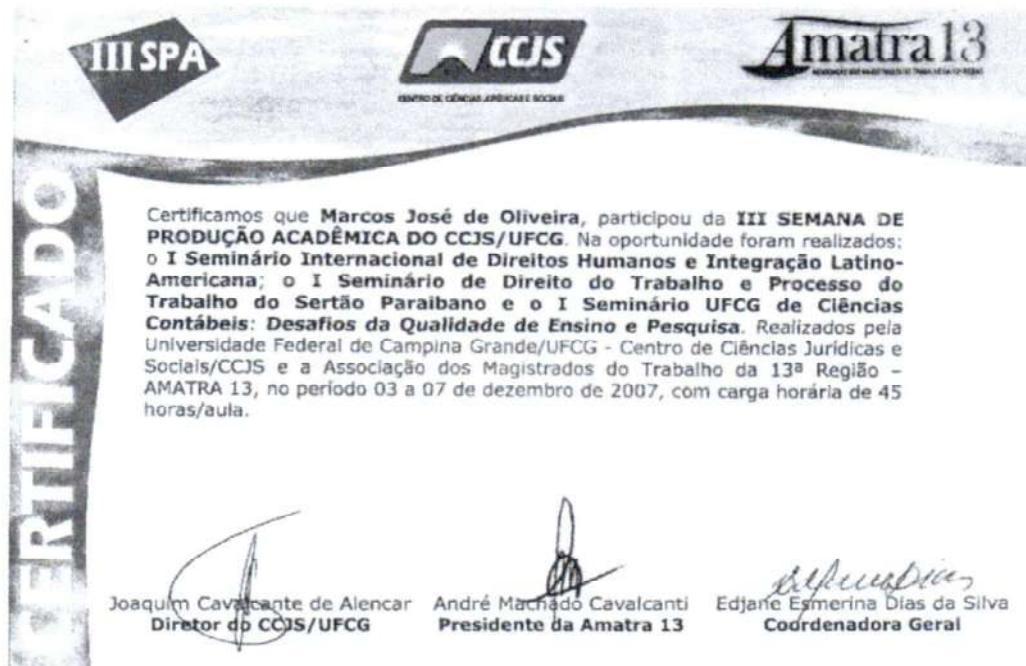 III SPA
CCJS
CENTRO DE CIÊNCIAS JURÍDICAS E SOCIAIS
Amatra13
CERTIFICADO
Certificamos que Marcos José de Oliveira, participou da III SEMANA DE
PRODUÇÃO ACADÊMICA DO CCJS/UFCG. Na oportunidade foram realizados:
o I Seminário Internacional de Direitos Humanos e Integração Latino-
Americana; o I Seminário de Direito do Trabalho e Processo do
Trabalho do Sertão Paraibano e o I Seminário UFCG de Ciências
Contábeis: Desafios da Qualidade de Ensino e Pesquisa. Realizados pela
Universidade Federal de Campina Grande/UFCG - Centro de Ciências Jurídicas e
Sociais/CCJS e a Associação dos Magistrados do Trabalho da 13ª Região –
AMATRA 13, no período 03 a 07 de dezembro de 2007, com carga horária de 45
horas/aula.
Joaquim Cavalcante de Alencar André Machado Cavalcanti Edjane Esmerina Dias da Silva
Diretor do CCJS/UFCG Presidente da Amatra 13 Coordenadora Geral